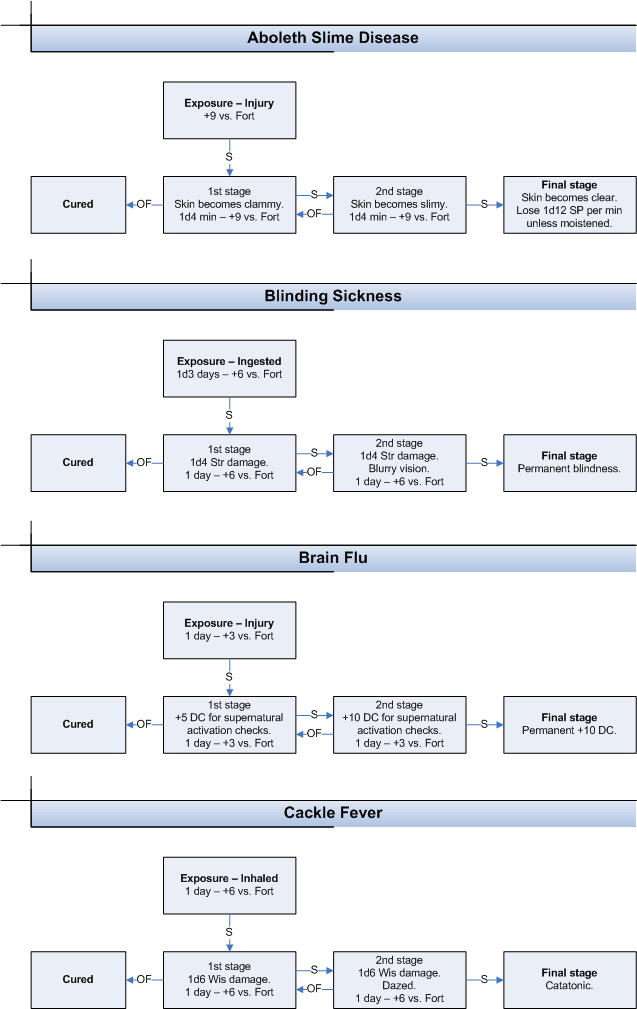 Aboleth Slime Disease
Exposure – Injury
+9 vs. Fort
S
Cured
OF
1st stage
Skin becomes clammy.
1d4 min – +9 vs. Fort
S
OF
2nd stage
Skin becomes slimy.
1d4 min – +9 vs. Fort
S
Final stage
Skin becomes clear.
Lose 1d12 SP per min
unless moistened.
Blinding Sickness
Exposure – Ingested
1d3 days – +6 vs. Fort
S
Cured
OF
1st stage
1d4 Str damage.
1 day – +6 vs. Fort
S
OF
2nd stage
1d4 Str damage.
Blurry vision.
1 day – +6 vs. Fort
S
Final stage
Permanent blindness.
Brain Flu
Exposure – Injury
1 day – +3 vs. Fort
S
Cured
OF
1st stage
+5 DC for supernatural
activation checks.
1 day – +3 vs. Fort
S
OF
2nd stage
+10 DC for supernatural
activation checks.
1 day – +3 vs. Fort
S
Final stage
Permanent +10 DC.
Cackle Fever
Exposure – Inhaled
1 day – +6 vs. Fort
S
Cured
OF
1st stage
1d6 Wis damage.
1 day – +6 vs. Fort
S
OF
2nd stage
1d6 Wis damage.
Dazed.
1 day – +6 vs. Fort
S
Final stage
Catatonic.